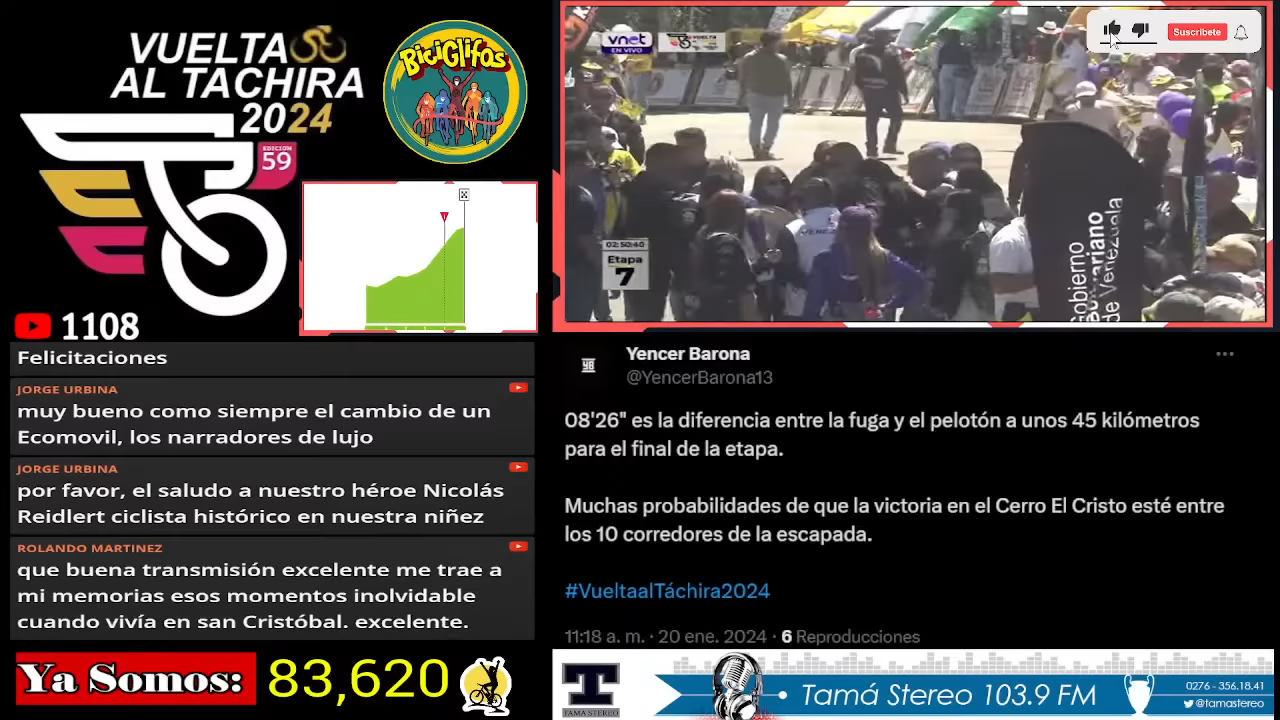 VUELTA
AL TACHIRA
2024
EDICION
59
BiciGlifos
1108
Felicitaciones
JORGE URBINA
muy bueno como siempre el cambio de un
Ecomovil, los narradores de lujo
JORGE URBINA
por favor, el saludo a nuestro héroe Nicolás
Reidlert ciclista histórico en nuestra niñez
ROLANDO MARTINEZ
que buena transmisión excelente me trae a
mi memorias esos momentos inolvidable
cuando vivía en san Cristóbal. excelente.
Ya Somos: 83,620
vnet
EN VIVO
Suscríbete
02:50:40
Etapa
7
Gobierno
Bolivariano
de Venezuela
Yencer Barona
@YencerBarona13
08'26" es la diferencia entre la fuga y el pelotón a unos 45 kilómetros
para el final de la etapa.
Muchas probabilidades de que la victoria en el Cerro El Cristo esté entre
los 10 corredores de la escapada.
#VueltaalTáchira2024
11:18 a. m. · 20 ene. 2024 · 6 Reproducciones
T
TAMÁ STEREO
Tamá Stereo 103.9 FM
0276 - 356.18.41
@tamastereo